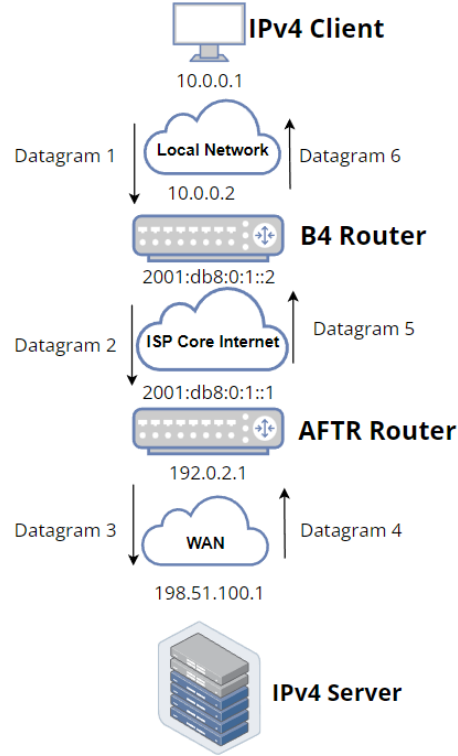 IPv4 Client
10.0.0.1
Datagram 1
Local Network
Datagram 6
10.0.0.2
B4 Router
2001:db8:0:1::2
Datagram 2
ISP Core Internet
Datagram 5
2001:db8:0:1::1
AFTR Router
192.0.2.1
Datagram 3
WAN
Datagram 4
198.51.100.1
IPv4 Server